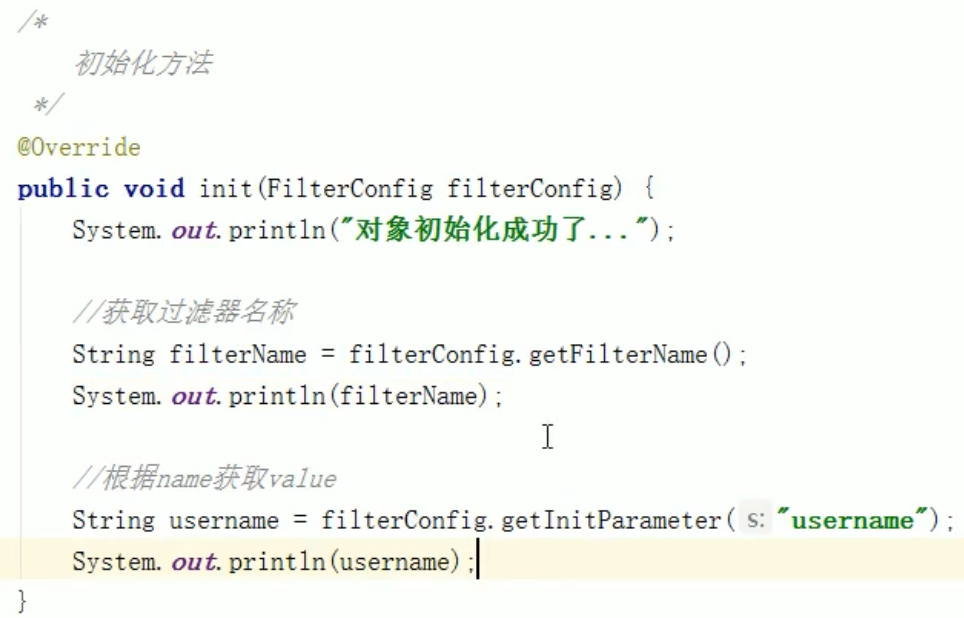 /*
初始化方法
*/
@Override
public void init(FilterConfig filterConfig) {
System.out.println("对象初始化成功了...");
//获取过滤器名称
String filterName = filterConfig.getFilterName();
System.out.println(filterName);
//根据name获取value
String username = filterConfig.getInitParameter( s: "username");
System.out.println(username);
}